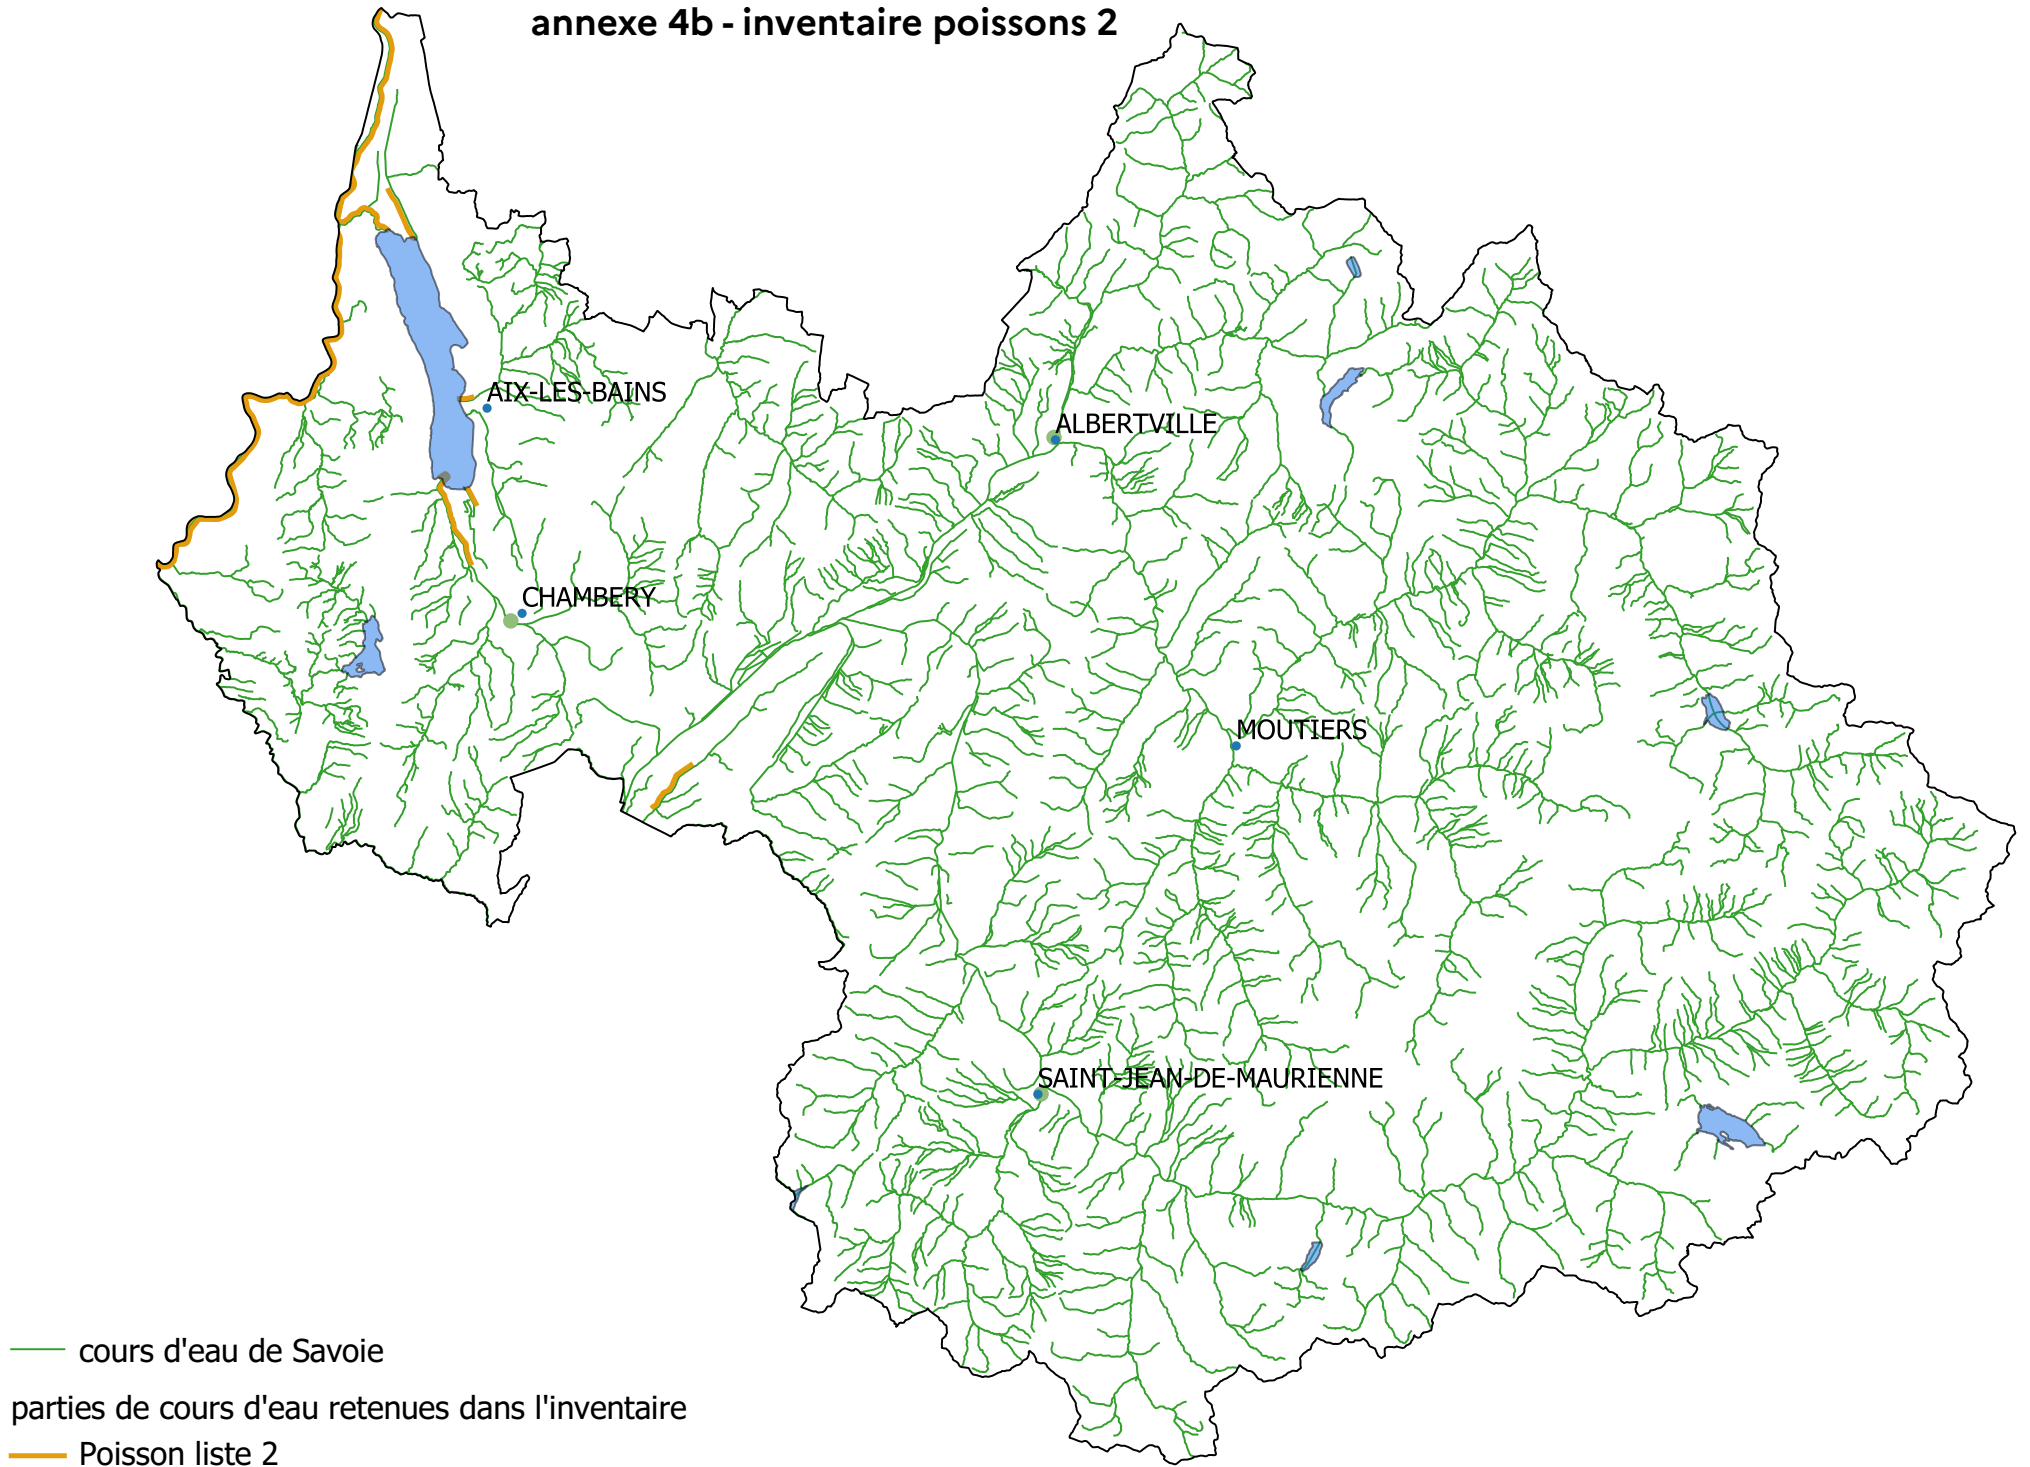 annexe 4b - inventaire poissons 2
AIX-LES-BAINS
ALBERTVILLE
CHAMBERY
MOUTIERS
SAINT-JEAN-DE-MAURIENNE
cours d'eau de Savoie
parties de cours d'eau retenues dans l'inventaire
Poisson liste 2